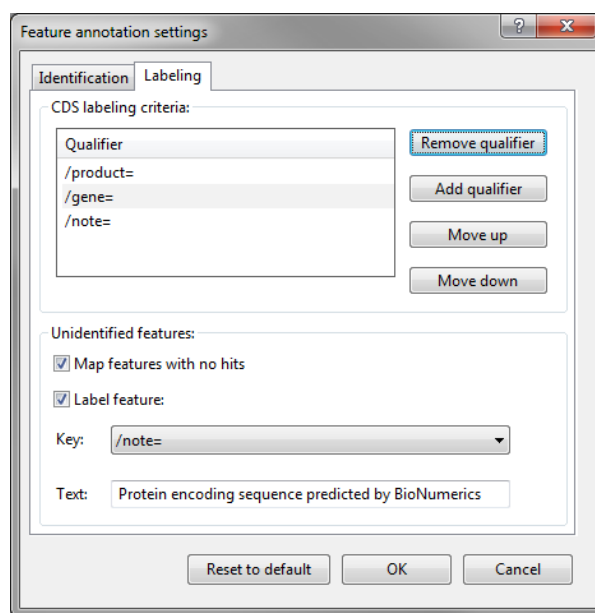 Feature annotation settings
?
Identification
Labeling
CDS labeling criteria:
Qualifier
/product=
/gene=
/note=
Remove qualifier
Add qualifier
Move up
Move down
Unidentified features:
Map features with no hits
Label feature:
Key: /note=
Text: Protein encoding sequence predicted by BioNumerics
Reset to default
OK
Cancel